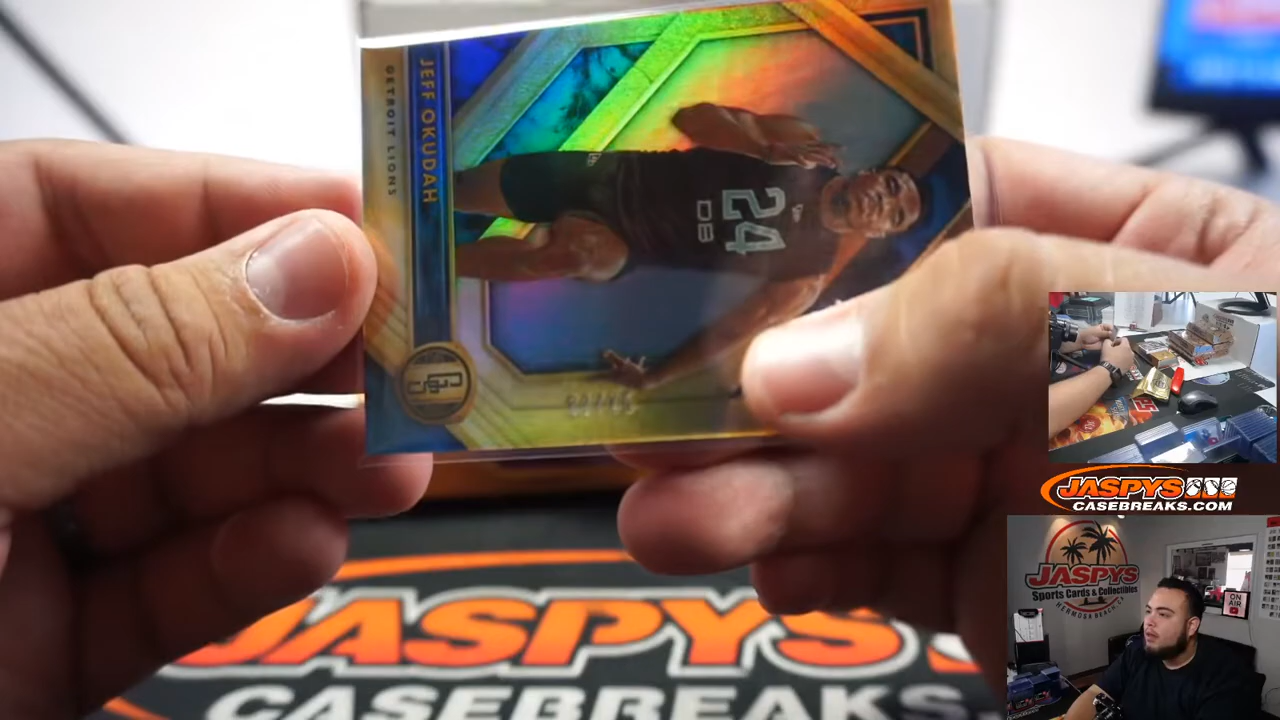 JEFF OKUDAH
DETROIT LIONS
24
DB
JASPYS
CASEBREAKS.COM
JASPYS
Sports Cards & Collectibles
HERMOSA BEACH, CA
ON
AIR
JASPYS
CASEBREAKS.